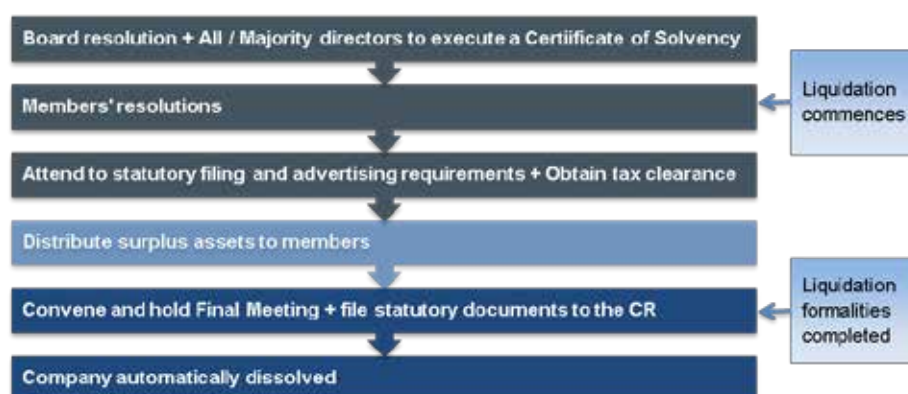 Board resolution + All / Majority directors to execute a Certiificate of Solvency
Liquidation
commences
Members' resolutions
Attend to statutory filing and advertising requirements + Obtain tax clearance
Distribute surplus assets to members
Liquidation
formalities
completed
Convene and hold Final Meeting + file statutory documents to the CR
Company automatically dissolved